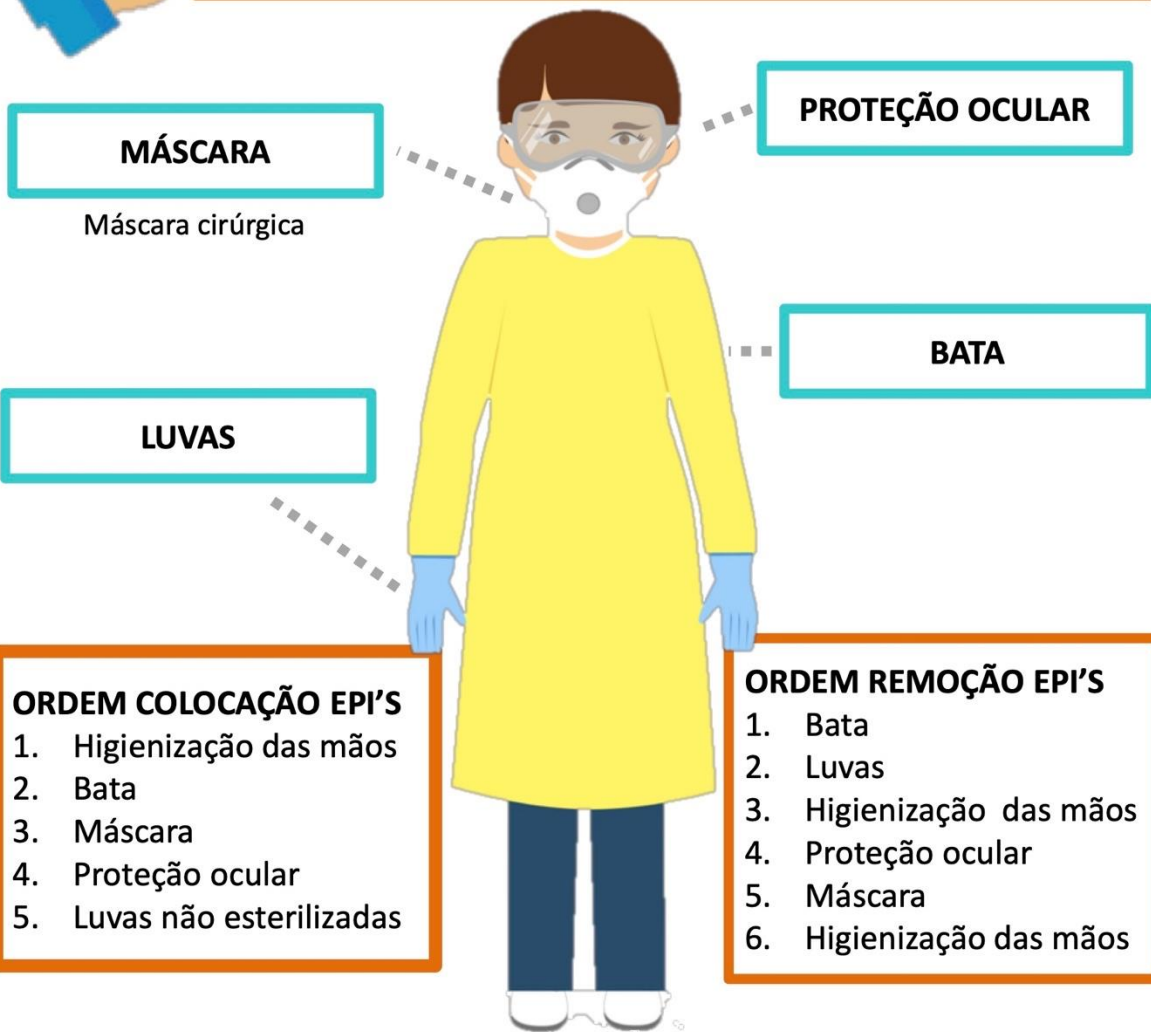 MÁSCARA
Máscara cirúrgica
PROTEÇÃO OCULAR
BATA
LUVAS
ORDEM COLOCAÇÃO EPI’S
1. Higienização das mãos
2. Bata
3. Máscara
4. Proteção ocular
5. Luvas não esterilizadas
ORDEM REMOÇÃO EPI’S
1. Bata
2. Luvas
3. Higienização das mãos
4. Proteção ocular
5. Máscara
6. Higienização das mãos